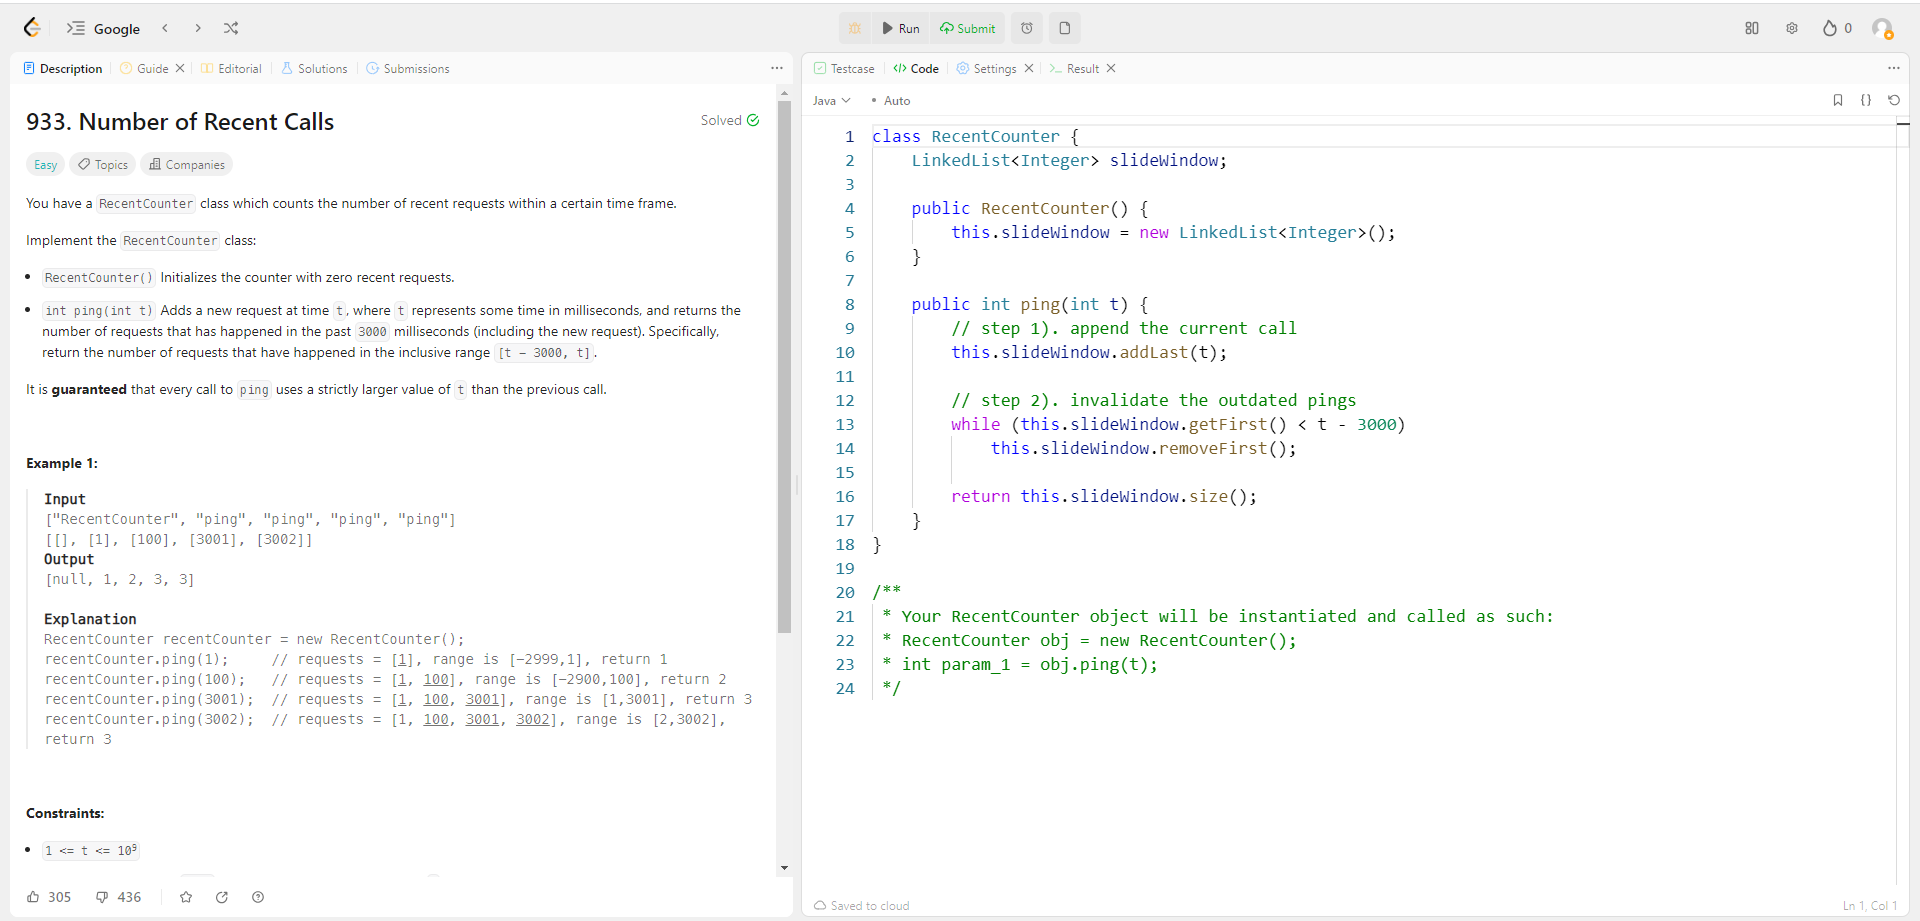 Google
Run
Submit
0
Description
Guide
Editorial
Solutions
Submissions
933. Number of Recent Calls
Solved
Easy
Topics
Companies
You have a RecentCounter class which counts the number of recent requests within a certain time frame.
Implement the RecentCounter class:
• RecentCounter() Initializes the counter with zero recent requests.
• int ping(int t) Adds a new request at time t, where t represents some time in milliseconds, and returns the
number of requests that has happened in the past 3000 milliseconds (including the new request). Specifically,
return the number of requests that have happened in the inclusive range [t - 3000, t].
It is guaranteed that every call to ping uses a strictly larger value of t than the previous call.
Example 1:
Input
["RecentCounter", "ping", "ping", "ping", "ping"]
[[], [1], [100], [3001], [3002]]
Output
[null, 1, 2, 3, 3]
Explanation
RecentCounter recentCounter = new RecentCounter();
recentCounter.ping(1);     // requests = [1], range is [-2999,1], return 1
recentCounter.ping(100);   // requests = [1, 100], range is [-2900,100], return 2
recentCounter.ping(3001);  // requests = [1, 100, 3001], range is [1,3001], return 3
recentCounter.ping(3002);  // requests = [1, 100, 3001, 3002], range is [2,3002],
return 3
Constraints:
• 1 <= t <= 10⁹
305
436
Testcase
Code
Settings
Result
Java
• Auto
1 class RecentCounter {
2     LinkedList<Integer> slideWindow;
3
4     public RecentCounter() {
5         this.slideWindow = new LinkedList<Integer>();
6     }
7
8     public int ping(int t) {
9         // step 1). append the current call
10         this.slideWindow.addLast(t);
11
12         // step 2). invalidate the outdated pings
13         while (this.slideWindow.getFirst() < t - 3000)
14             this.slideWindow.removeFirst();
15
16         return this.slideWindow.size();
17     }
18 }
19
20 /**
21  * Your RecentCounter object will be instantiated and called as such:
22  * RecentCounter obj = new RecentCounter();
23  * int param_1 = obj.ping(t);
24  */
Saved to cloud
Ln 1, Col 1